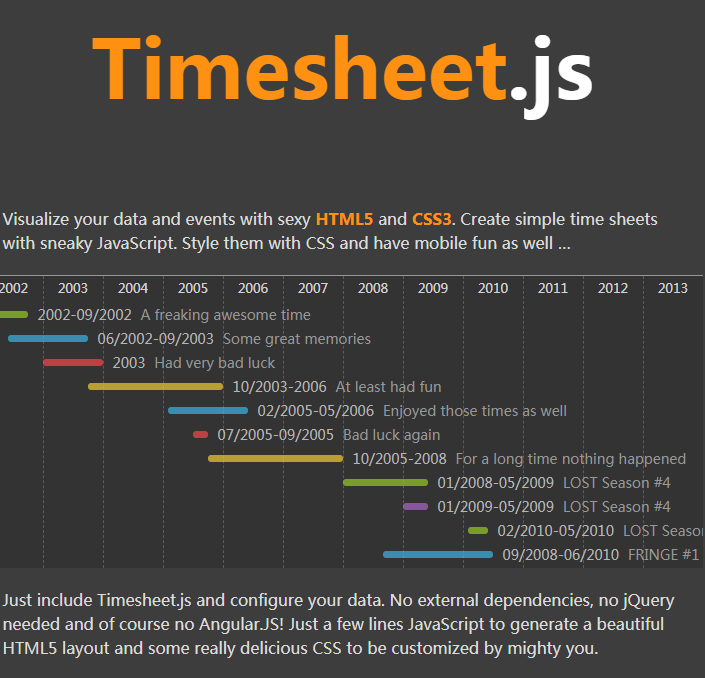 Timesheet.js
Visualize your data and events with sexy HTML5 and CSS3. Create simple time sheets
with sneaky JavaScript. Style them with CSS and have mobile fun as well ...
2002 2003 2004 2005 2006 2007 2008 2009 2010 2011 2012 2013
2002-09/2002 A freaking awesome time
06/2002-09/2003 Some great memories
2003 Had very bad luck
10/2003-2006 At least had fun
02/2005-05/2006 Enjoyed those times as well
07/2005-09/2005 Bad luck again
10/2005-2008 For a long time nothing happened
01/2008-05/2009 LOST Season #4
01/2009-05/2009 LOST Season #4
02/2010-05/2010 LOST Seaso
09/2008-06/2010 FRINGE #1
Just include Timesheet.js and configure your data. No external dependencies, no jQuery
needed and of course no Angular.JS! Just a few lines JavaScript to generate a beautiful
HTML5 layout and some really delicious CSS to be customized by mighty you.